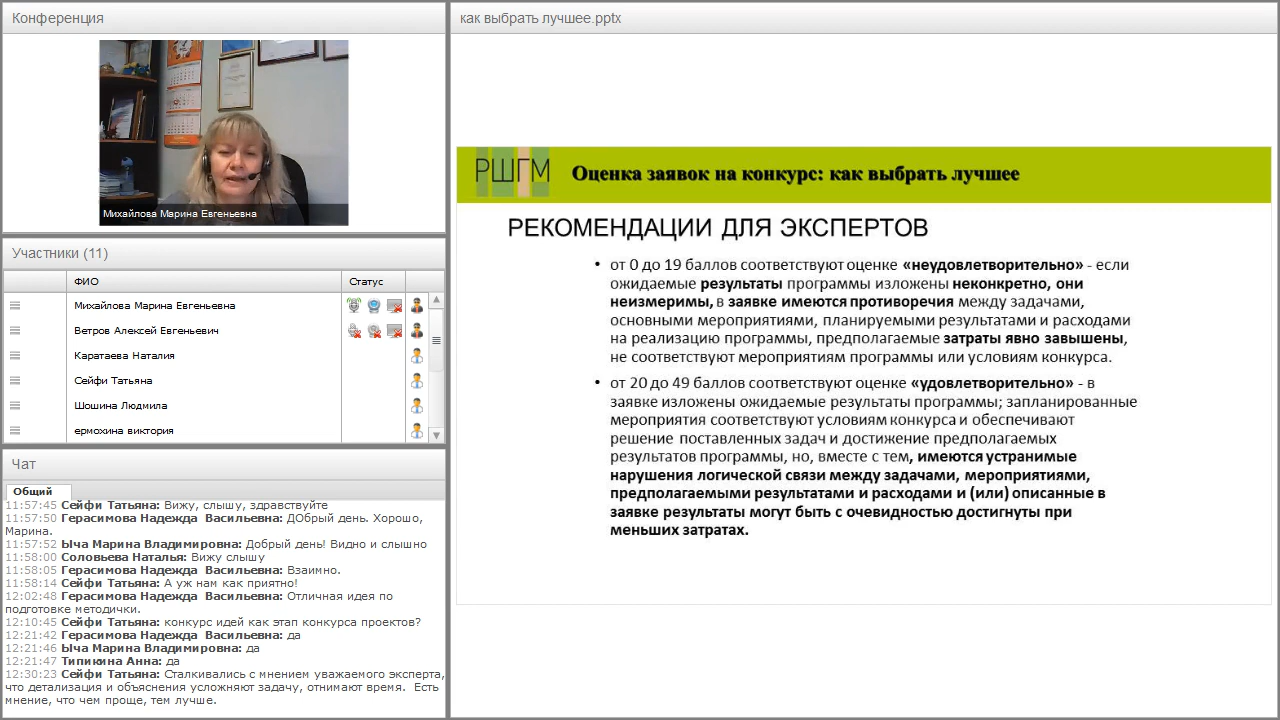 Конференция
Михайлова Марина Евгеньевна
Участники (11)
ФИО
Статус
Михайлова Марина Евгеньевна
Ветров Алексей Евгеньевич
Каратаева Наталия
Сейфи Татьяна
Шошина Людмила
ермохина виктория
Чат
Общий
11:57:45 Сейфи Татьяна: Вижу, слышу, здравствуйте
11:57:50 Герасимова Надежда Васильевна: ДОбрый день. Хорошо,
Марина.
11:57:52 Ыча Марина Владимировна: Добрый день! Видно и слышно
11:58:00 Соловьева Наталья: Вижу слышу
11:58:05 Герасимова Надежда Васильевна: Взаимно.
11:58:14 Сейфи Татьяна: А уж нам как приятно!
12:02:48 Герасимова Надежда Васильевна: Отличная идея по
подготовке методички.
12:10:45 Сейфи Татьяна: конкурс идей как этап конкурса проектов?
12:21:42 Герасимова Надежда Васильевна: да
12:21:46 Ыча Марина Владимировна: да
12:21:47 Типикина Анна: да
12:30:23 Сейфи Татьяна: Сталкивались с мнением уважаемого эксперта,
что детализация и объяснения усложняют задачу, отнимают время. Есть
мнение, что чем проще, тем лучше.
как выбрать лучшее.pptx
РШГМ
Оценка заявок на конкурс: как выбрать лучшее
РЕКОМЕНДАЦИИ ДЛЯ ЭКСПЕРТОВ
• от 0 до 19 баллов соответствуют оценке «неудовлетворительно» - если
ожидаемые результаты программы изложены неконкретно, они
неизмеримы, в заявке имеются противоречия между задачами,
основными мероприятиями, планируемыми результатами и расходами
на реализацию программы, предполагаемые затраты явно завышены,
не соответствуют мероприятиям программы или условиям конкурса.
• от 20 до 49 баллов соответствуют оценке «удовлетворительно» - в
заявке изложены ожидаемые результаты программы; запланированные
мероприятия соответствуют условиям конкурса и обеспечивают
решение поставленных задач и достижение предполагаемых
результатов программы, но, вместе с тем, имеются устранимые
нарушения логической связи между задачами, мероприятиями,
предполагаемыми результатами и расходами и (или) описанные в
заявке результаты могут быть с очевидностью достигнуты при
меньших затратах.